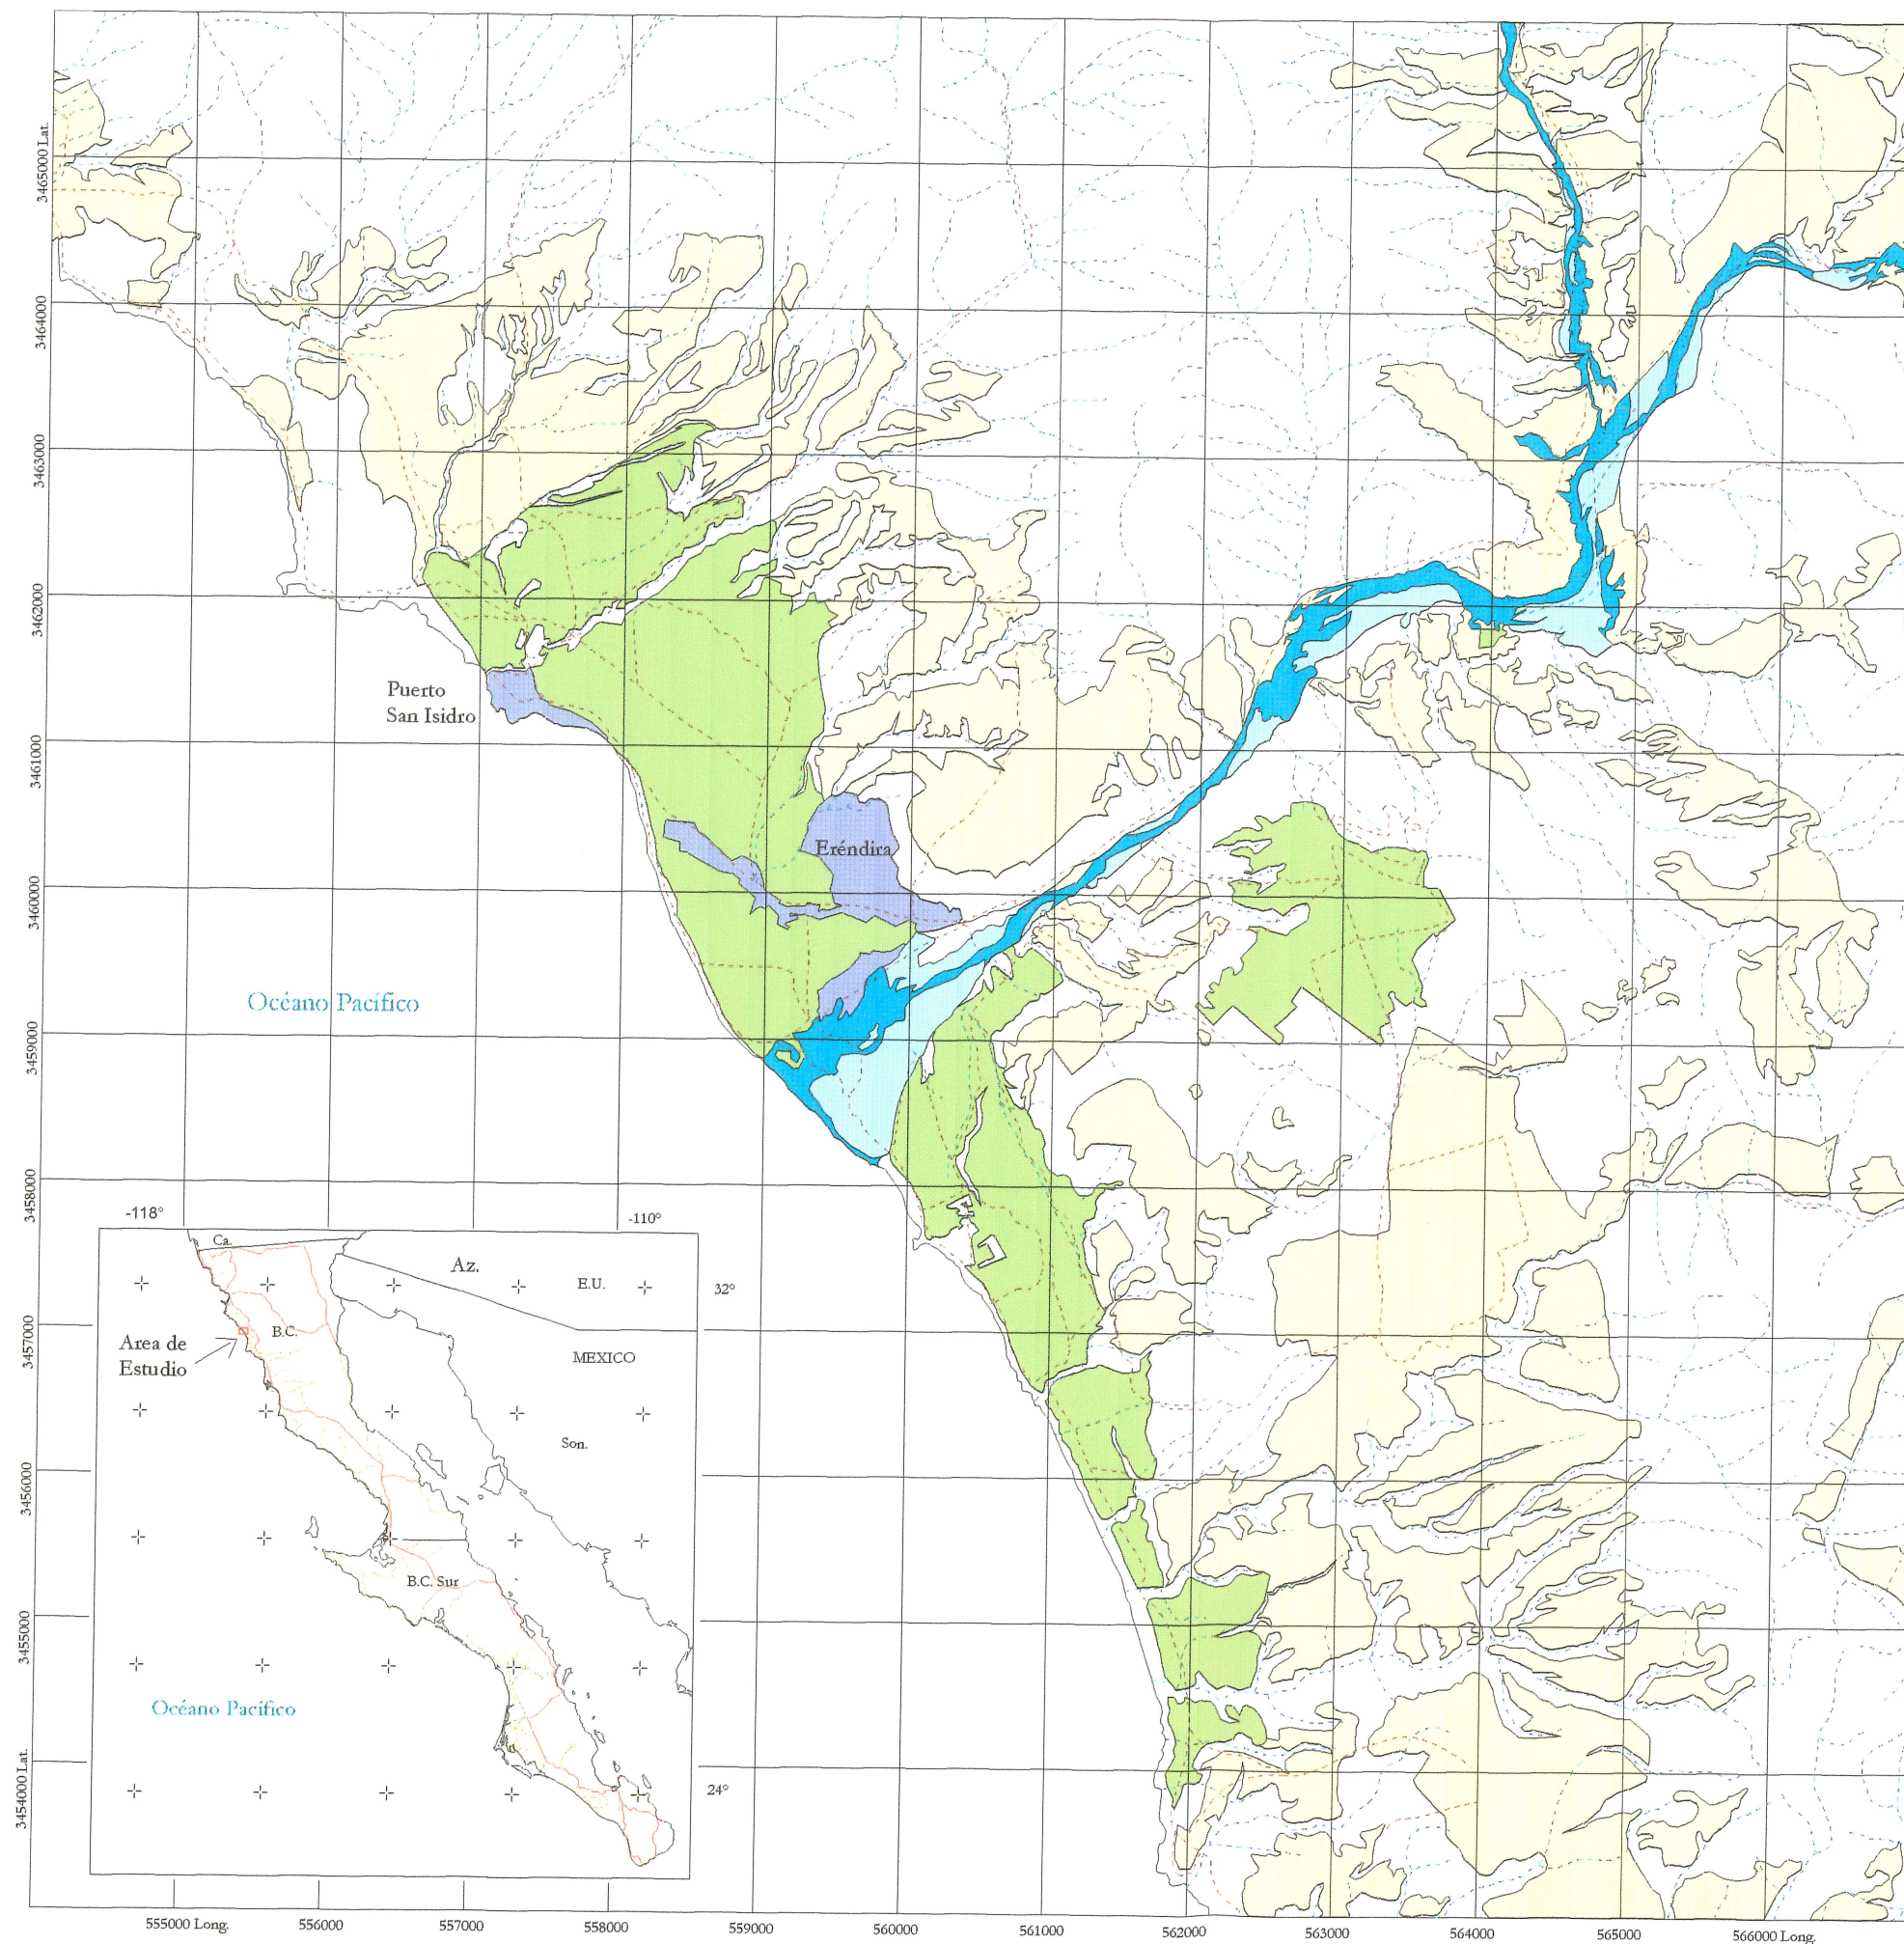 3465000 Lat.
3464000
3463000
3462000
Puerto
San Isidro
3461000
Eréndira
3460000
Océano Pacífico
3459000
3458000
-118°
-110°
Ca.
Az.
E.U.
32°
B.C.
Area de
Estudio
MEXICO
3457000
Son.
3456000
B.C. Sur
3455000
Océano Pacífico
24°
3454000 Lat.
555000 Long.
556000
557000
558000
559000
560000
561000
562000
563000
564000
565000
566000 Long.